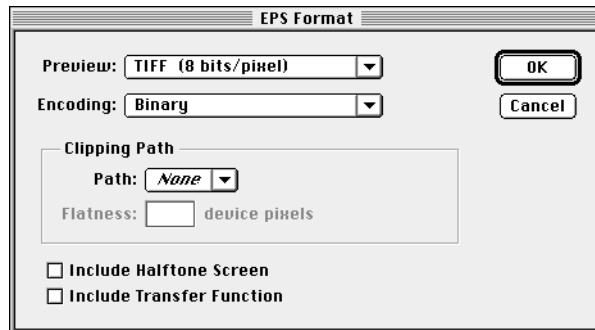 EPS Format
Preview: TIFF (8 bits/pixel)
OK
Encoding: Binary
Cancel
Clipping Path
Path: None
Flatness: device pixels
Include Halftone Screen
Include Transfer Function